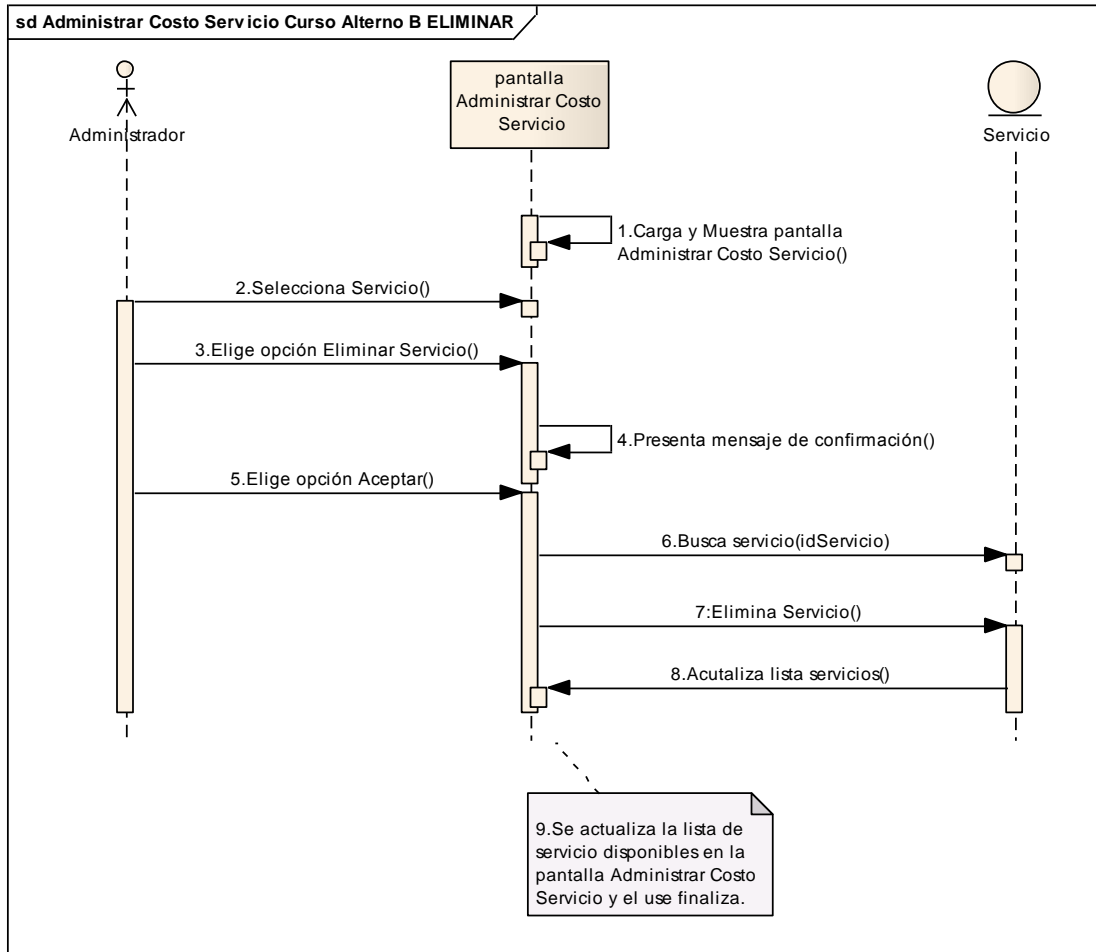 sd Administrar Costo Servicio Curso Alterno B ELIMINAR
Administrador
pantalla
Administrar Costo
Servicio
Servicio
1.Carga y Muestra pantalla
Administrar Costo Servicio()
2.Selecciona Servicio()
3.Elige opción Eliminar Servicio()
4.Presenta mensaje de confirmación()
5.Elige opción Aceptar()
6.Busca servicio(idServicio)
7:Elimina Servicio()
8.Acutaliza lista servicios()
9.Se actualiza la lista de
servicio disponibles en la
pantalla Administrar Costo
Servicio y el use finaliza.